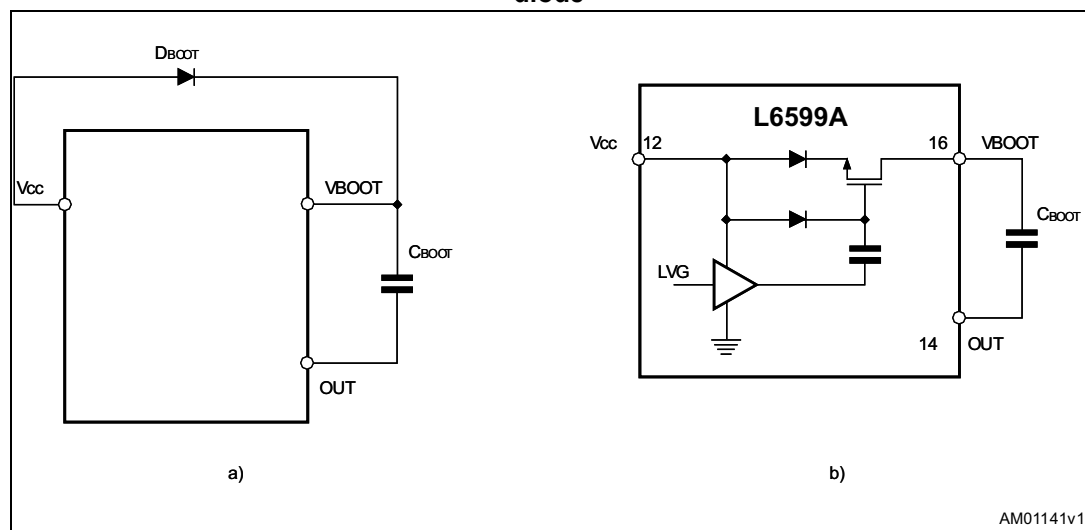 diode
DBOOT
Vcc
VBOOT
CBOOT
OUT
a)
L6599A
Vcc 12
16 VBOOT
CBOOT
LVG
14 OUT
b)
AM01141v1